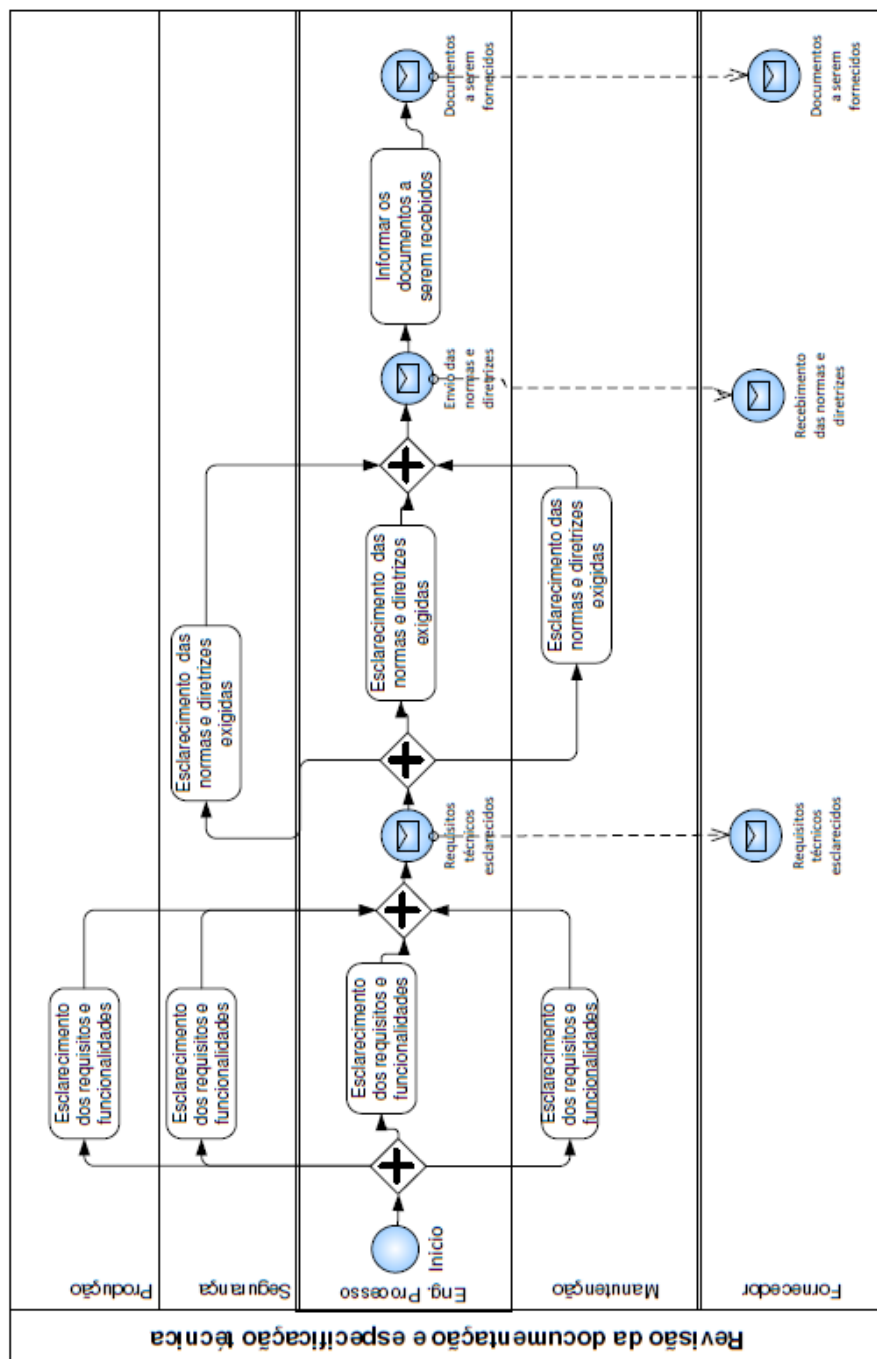 Revisão da documentação e especificação técnica
Produção
Esclarecimento
dos requisitos e
funcionalidades
Segurança
Esclarecimento
dos requisitos e
funcionalidades
Esclarecimento das
normas e diretrizes
exigidas
Eng. Processo
Inicio
Esclarecimento
dos requisitos e
funcionalidades
Requisitos
técnicos
esclarecidos
Esclarecimento das
normas e diretrizes
exigidas
Envio das
normas e
diretrizes
Informar os
documentos a
serem recebidos
Documentos
a serem
fornecidos
Manutenção
Esclarecimento
dos requisitos e
funcionalidades
Esclarecimento das
normas e diretrizes
exigidas
Fornecedor
Requisitos
técnicos
esclarecidos
Recebimento
das normas e
diretrizes
Documentos
a serem
fornecidos